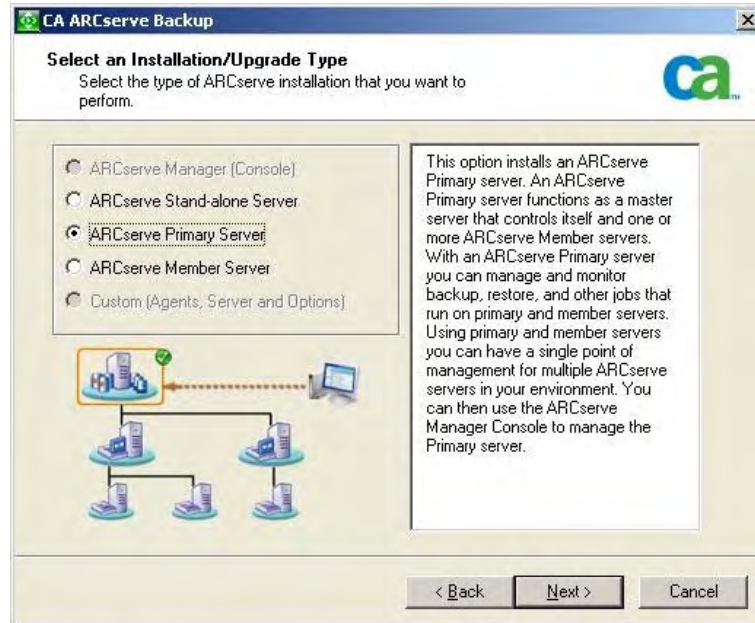 CA ARCserve Backup
Select an Installation/Upgrade Type
Select the type of ARCserve installation that you want to
perform.
ca
ARCserve Manager (Console)
ARCserve Stand-alone Server
ARCserve Primary Server
ARCserve Member Server
Custom (Agents, Server and Options)
This option installs an ARCserve
Primary server. An ARCserve
Primary server functions as a master
server that controls itself and one or
more ARCserve Member servers.
With an ARCserve Primary server
you can manage and monitor
backup, restore, and other jobs that
run on primary and member servers.
Using primary and member servers
you can have a single point of
management for multiple ARCserve
servers in your environment. You
can then use the ARCserve
Manager Console to manage the
Primary server.
< Back
Next >
Cancel